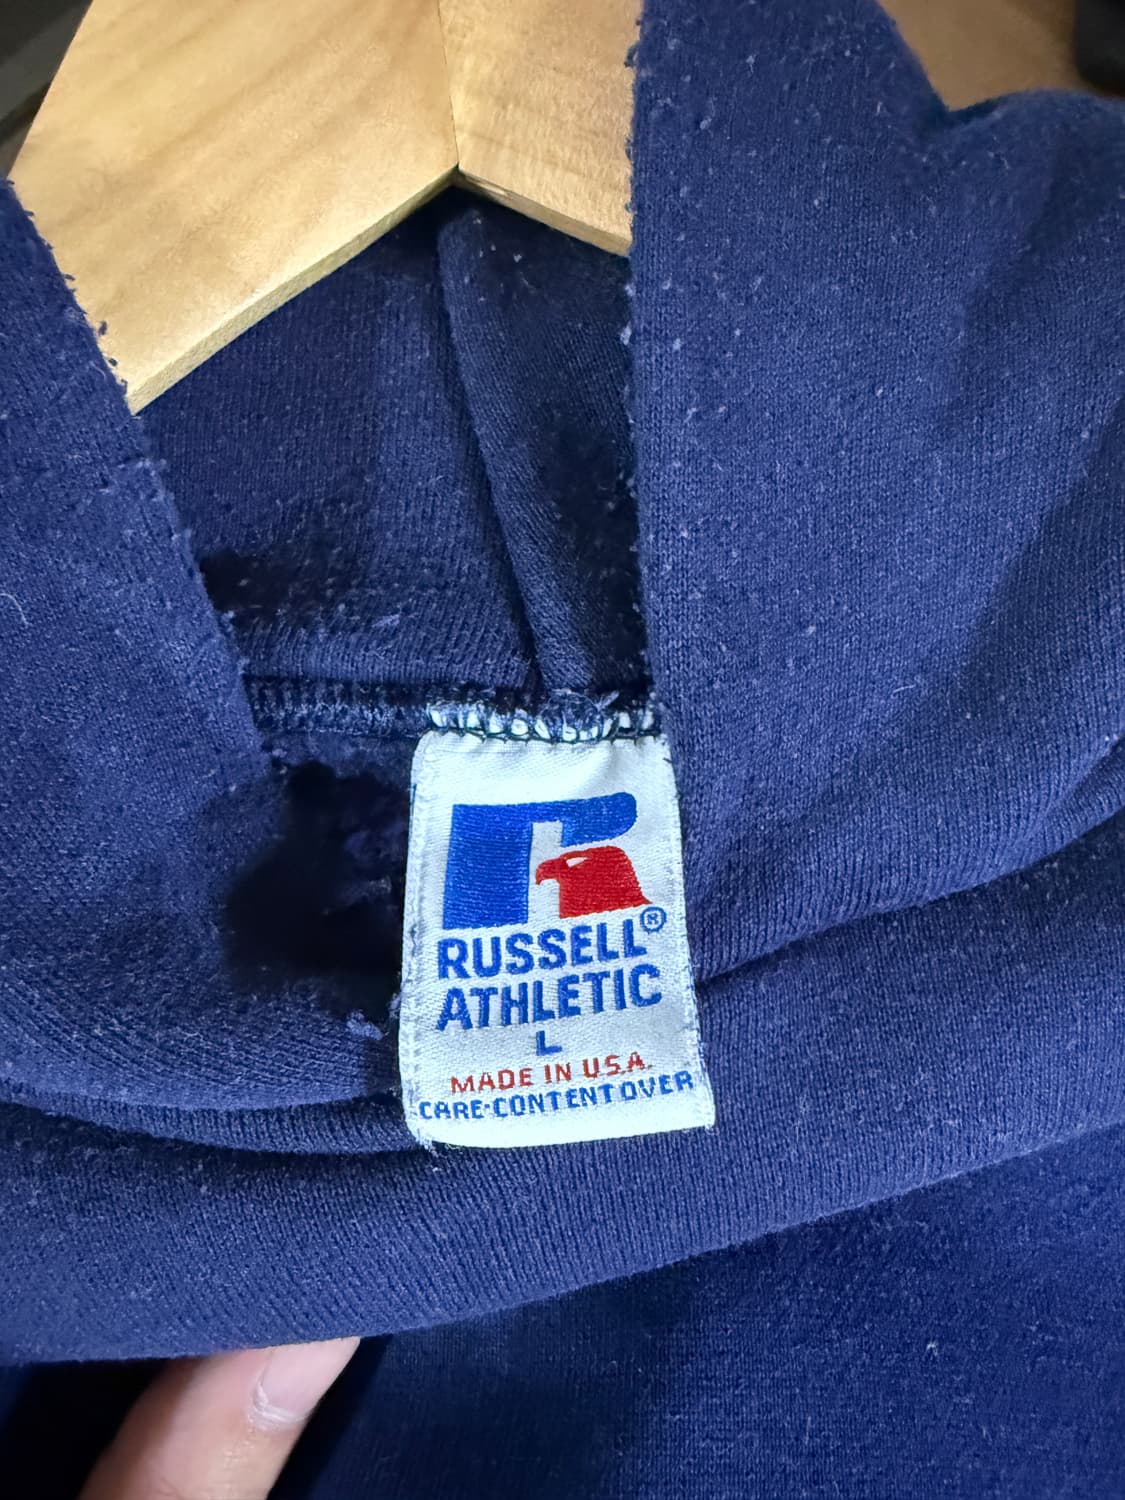 RUSSELL®
ATHLETIC
L
MADE IN U.S.A.
CARE-CONTENT OVER